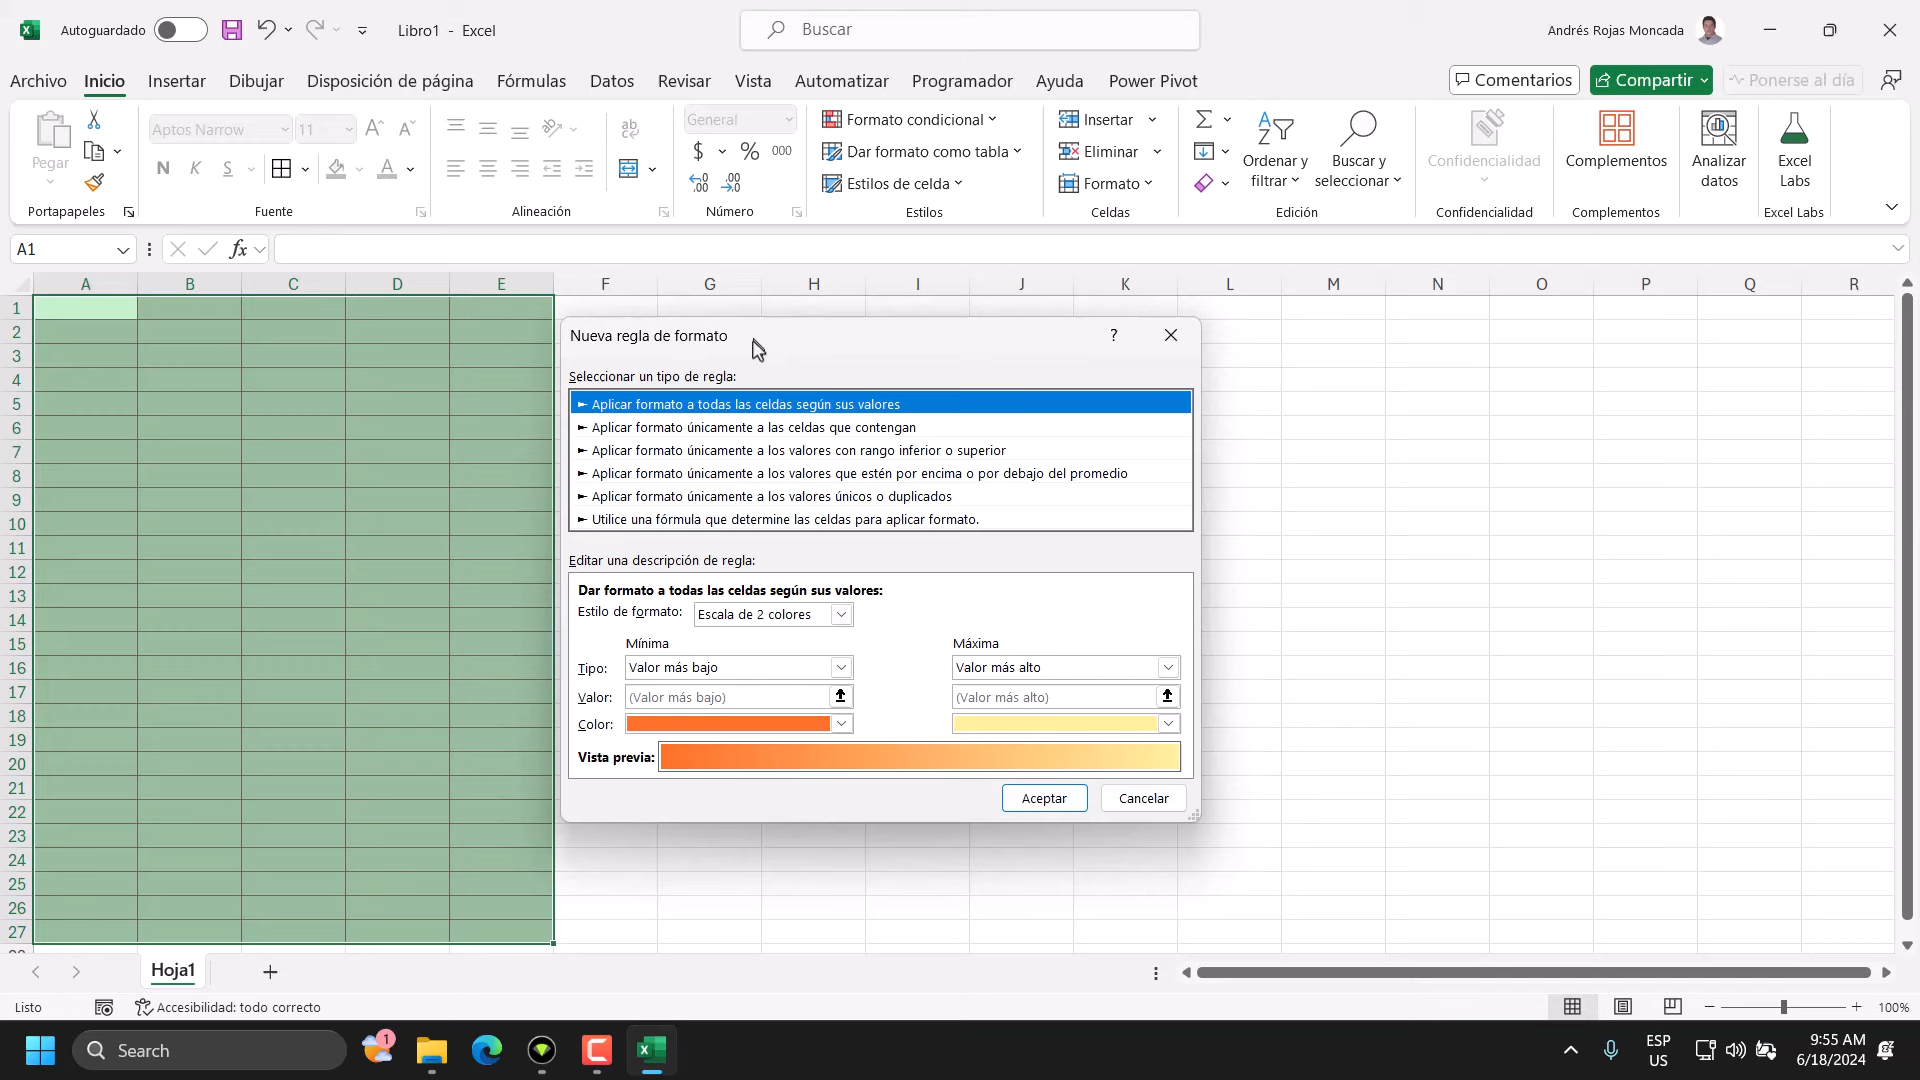 Autoguardado
Libro1 - Excel
Buscar
Andrés Rojas Moncada
Archivo Inicio Insertar Dibujar Disposición de página Fórmulas Datos Revisar Vista Automatizar Programador Ayuda Power Pivot
Comentarios Compartir Ponerse al día
Pegar
Portapapeles
Aptos Narrow 11
N K S
Fuente
ab
Alineación
General
$ % 000
Número
Formato condicional
Dar formato como tabla
Estilos de celda
Estilos
Insertar
Eliminar
Formato
Celdas
Ordenar y
filtrar
Buscar y
seleccionar
Edición
Confidencialidad
Confidencialidad
Complementos
Complementos
Analizar
datos
Excel
Labs
Excel Labs
A1
fx
A B C D E F G H I J K L M N O P Q R
1
2
3
4
5
6
7
8
9
10
11
12
13
14
15
16
17
18
19
20
21
22
23
24
25
26
27
Nueva regla de formato ?
Seleccionar un tipo de regla:
► Aplicar formato a todas las celdas según sus valores
► Aplicar formato únicamente a las celdas que contengan
► Aplicar formato únicamente a los valores con rango inferior o superior
► Aplicar formato únicamente a los valores que estén por encima o por debajo del promedio
► Aplicar formato únicamente a los valores únicos o duplicados
► Utilice una fórmula que determine las celdas para aplicar formato.
Editar una descripción de regla:
Dar formato a todas las celdas según sus valores:
Estilo de formato: Escala de 2 colores
Mínima Máxima
Tipo: Valor más bajo Valor más alto
Valor: (Valor más bajo) (Valor más alto)
Color:
Vista previa:
Aceptar Cancelar
Hoja1
Listo
Accesibilidad: todo correcto
100%
Search
1
ESP
US
9:55 AM
6/18/2024